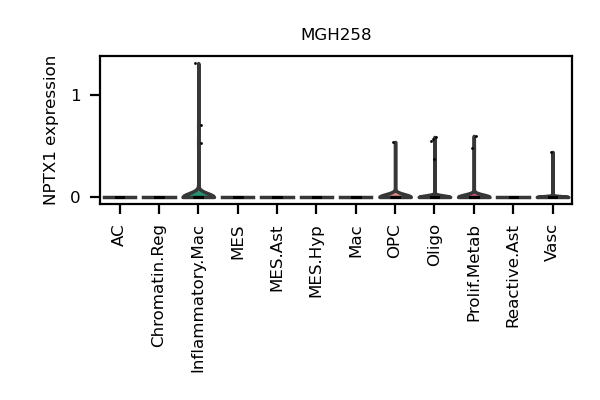 MGH258
NPTX1 expression
1
0
AC
Chromatin.Reg
Inflammatory.Mac
MES
MES.Ast
MES.Hyp
Mac
OPC
Oligo
Prolif.Metab
Reactive.Ast
Vasc